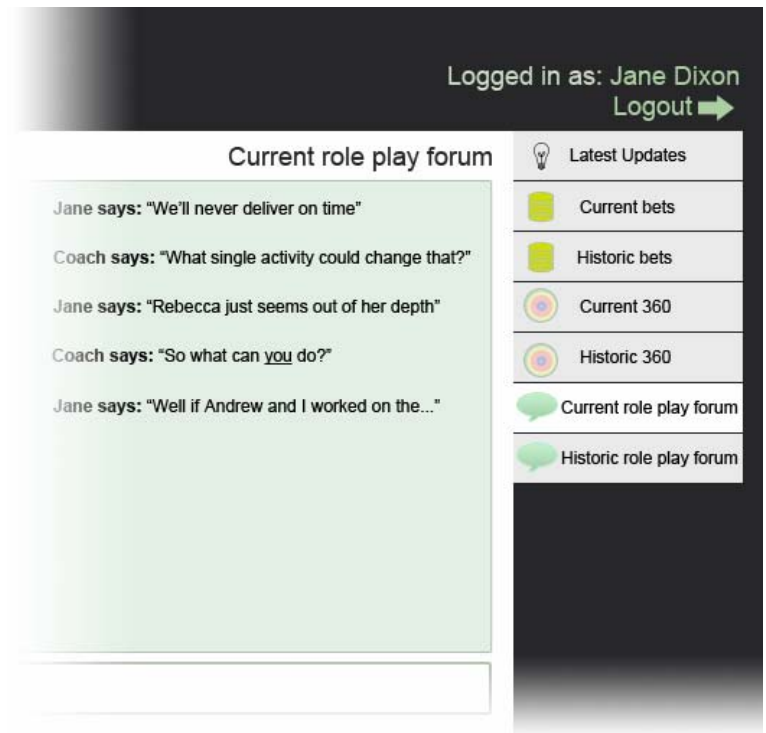 Logged in as: Jane Dixon
Logout
Current role play forum
Jane says: “We’ll never deliver on time”
Coach says: “What single activity could change that?”
Jane says: “Rebecca just seems out of her depth”
Coach says: “So what can you do?”
Jane says: “Well if Andrew and I worked on the...”
Latest Updates
Current bets
Historic bets
Current 360
Historic 360
Current role play forum
Historic role play forum